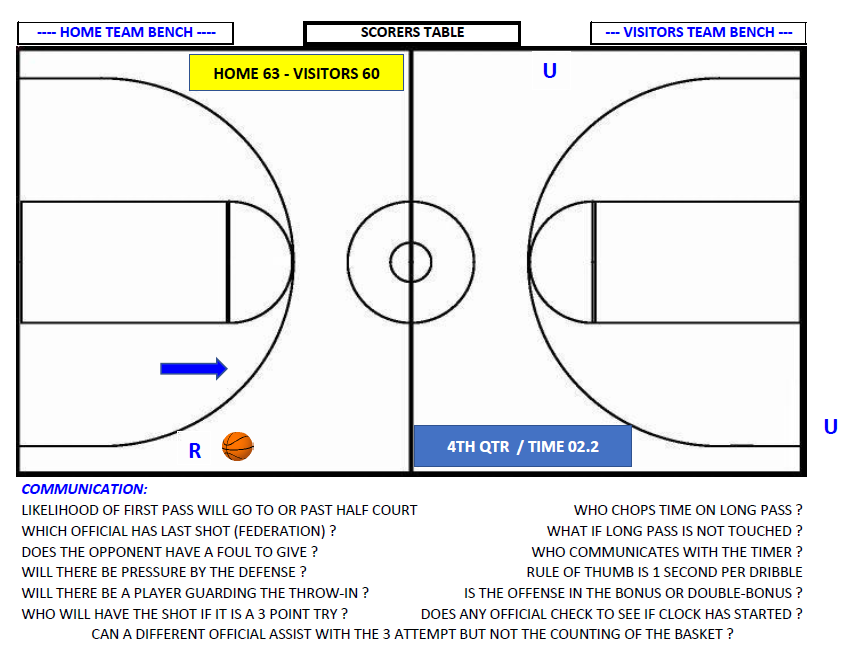 ---- HOME TEAM BENCH ----
SCORERS TABLE
--- VISITORS TEAM BENCH ---
HOME 63 - VISITORS 60
U
U
R
4TH QTR / TIME 02.2
COMMUNICATION:
LIKELIHOOD OF FIRST PASS WILL GO TO OR PAST HALF COURT
WHO CHOPS TIME ON LONG PASS ?
WHICH OFFICIAL HAS LAST SHOT (FEDERATION) ?
WHAT IF LONG PASS IS NOT TOUCHED ?
DOES THE OPPONENT HAVE A FOUL TO GIVE ?
WHO COMMUNICATES WITH THE TIMER ?
WILL THERE BE PRESSURE BY THE DEFENSE ?
RULE OF THUMB IS 1 SECOND PER DRIBBLE
WILL THERE BE A PLAYER GUARDING THE THROW-IN ?
IS THE OFFENSE IN THE BONUS OR DOUBLE-BONUS ?
WHO WILL HAVE THE SHOT IF IT IS A 3 POINT TRY ?
DOES ANY OFFICIAL CHECK TO SEE IF CLOCK HAS STARTED ?
CAN A DIFFERENT OFFICIAL ASSIST WITH THE 3 ATTEMPT BUT NOT THE COUNTING OF THE BASKET ?